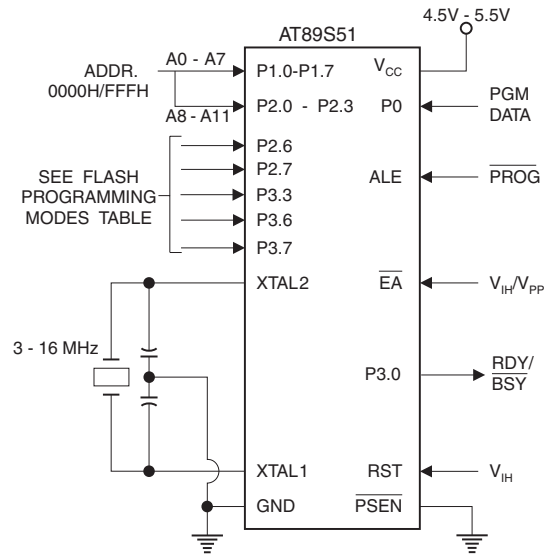 4.5V - 5.5V
AT89S51
A0 - A7
ADDR.
0000H/FFFH
P1.0-P1.7
VCC
A8 - A11
P2.0 - P2.3
P0
PGM
DATA
P2.6
P2.7
P3.3
P3.6
P3.7
SEE FLASH
PROGRAMMING
MODES TABLE
ALE
PROG
XTAL2
EA
VIH/VPP
3 - 16 MHz
P3.0
RDY/
BSY
XTAL1
RST
VIH
GND
PSEN